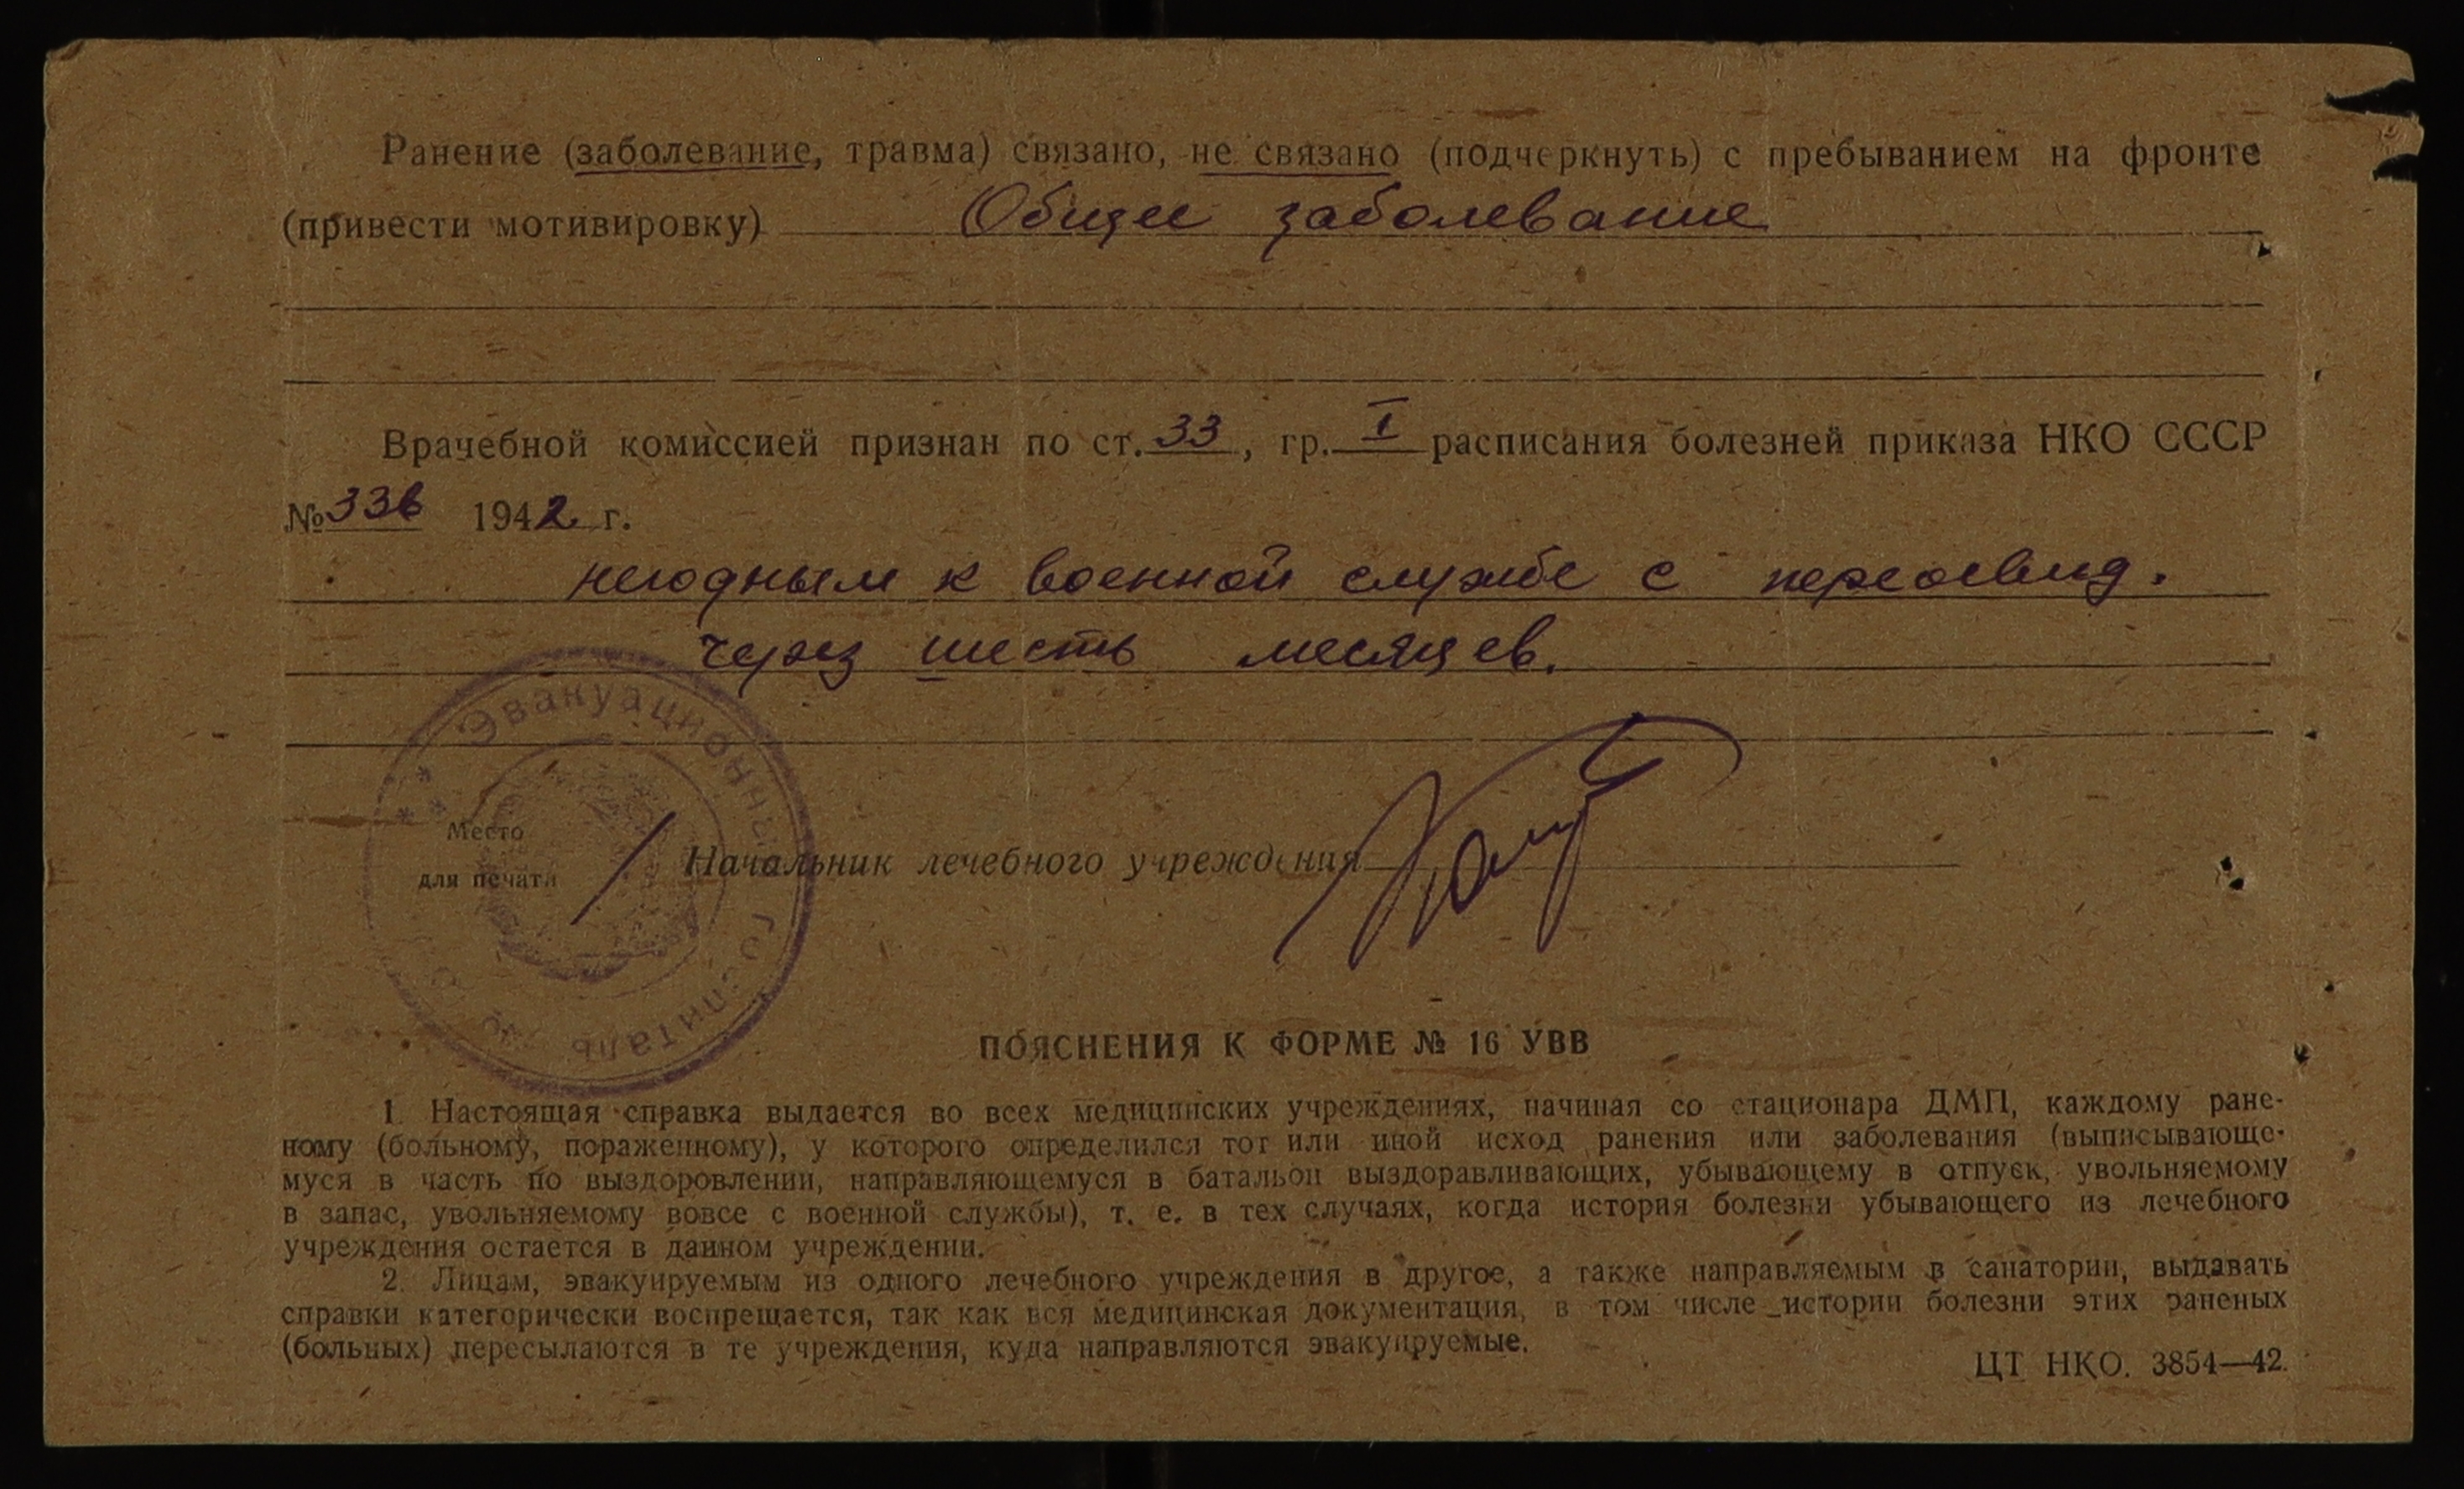 Ранение (заболевание, травма) связано, не связано (подчеркнуть) с пребыванием на фронте
(привести мотивировку) Общее заболевание
Врачебной комиссией признан по ст. 33, гр. I расписания болезней приказа НКО СССР
№ 336 1942 г.
негодным к военной службе с переосвид.
через шесть месяцев.
Эвакуационный госпиталь
Место
для печати
Начальник лечебного учреждения
ПОЯСНЕНИЯ К ФОРМЕ № 16 УВВ
1. Настоящая справка выдается во всех медицинских учреждениях, начиная со стационара ДМП, каждому ране-
ному (больному, пораженному), у которого определился тот или иной исход ранения или заболевания (выписывающе-
муся в часть по выздоровлении, направляющемуся в батальон выздоравливающих, убывающему в отпуск, увольняемому
в запас, увольняемому вовсе с военной службы), т. е. в тех случаях, когда история болезни убывающего из лечебного
учреждения остается в данном учреждении.
2. Лицам, эвакуируемым из одного лечебного учреждения в другое, а также направляемым в санатории, выдавать
справки категорически воспрещается, так как вся медицинская документация, в том числе истории болезни этих раненых
(больных) пересылаются в те учреждения, куда направляются эвакуируемые.
ЦТ НКО. 3854—42.